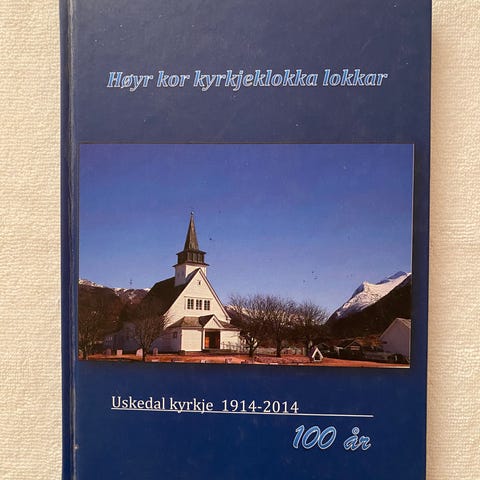 Høyr kor kyrkjeklokka lokkar
Uskedal kyrkje 1914-2014
100 år